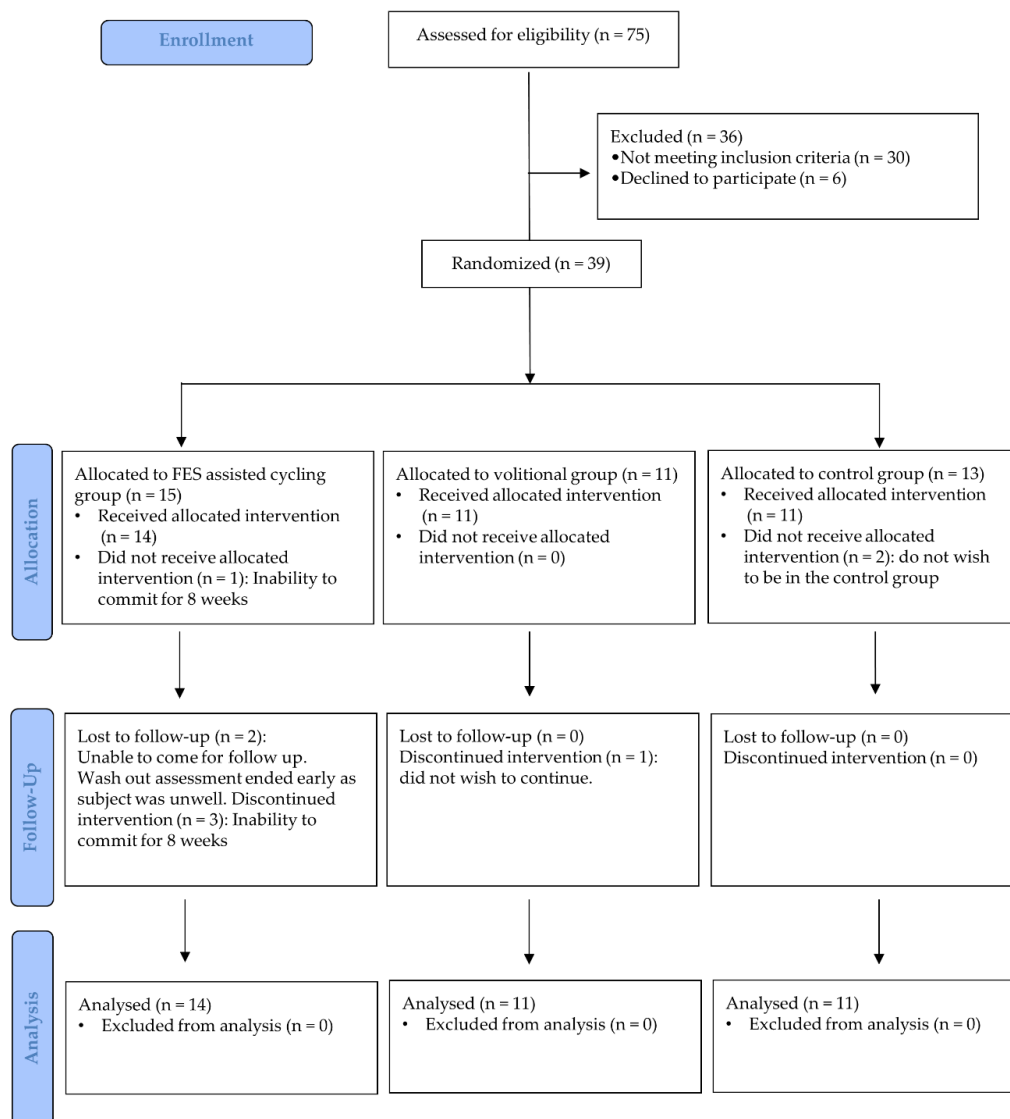 Enrollment
Assessed for eligibility (n = 75)
Excluded (n = 36)
•Not meeting inclusion criteria (n = 30)
•Declined to participate (n = 6)
Randomized (n = 39)
Allocation
Allocated to FES assisted cycling
group (n = 15)
• Received allocated intervention
(n = 14)
• Did not receive allocated
intervention (n = 1): Inability to
commit for 8 weeks
Allocated to volitional group (n = 11)
• Received allocated intervention
(n = 11)
• Did not receive allocated
intervention (n = 0)
Allocated to control group (n = 13)
• Received allocated intervention
(n = 11)
• Did not receive allocated
intervention (n = 2): do not wish
to be in the control group
Follow-Up
Lost to follow-up (n = 2):
Unable to come for follow up.
Wash out assessment ended early as
subject was unwell. Discontinued
intervention (n = 3): Inability to
commit for 8 weeks
Lost to follow-up (n = 0)
Discontinued intervention (n = 1):
did not wish to continue.
Lost to follow-up (n = 0)
Discontinued intervention (n = 0)
Analysis
Analysed (n = 14)
• Excluded from analysis (n = 0)
Analysed (n = 11)
• Excluded from analysis (n = 0)
Analysed (n = 11)
• Excluded from analysis (n = 0)